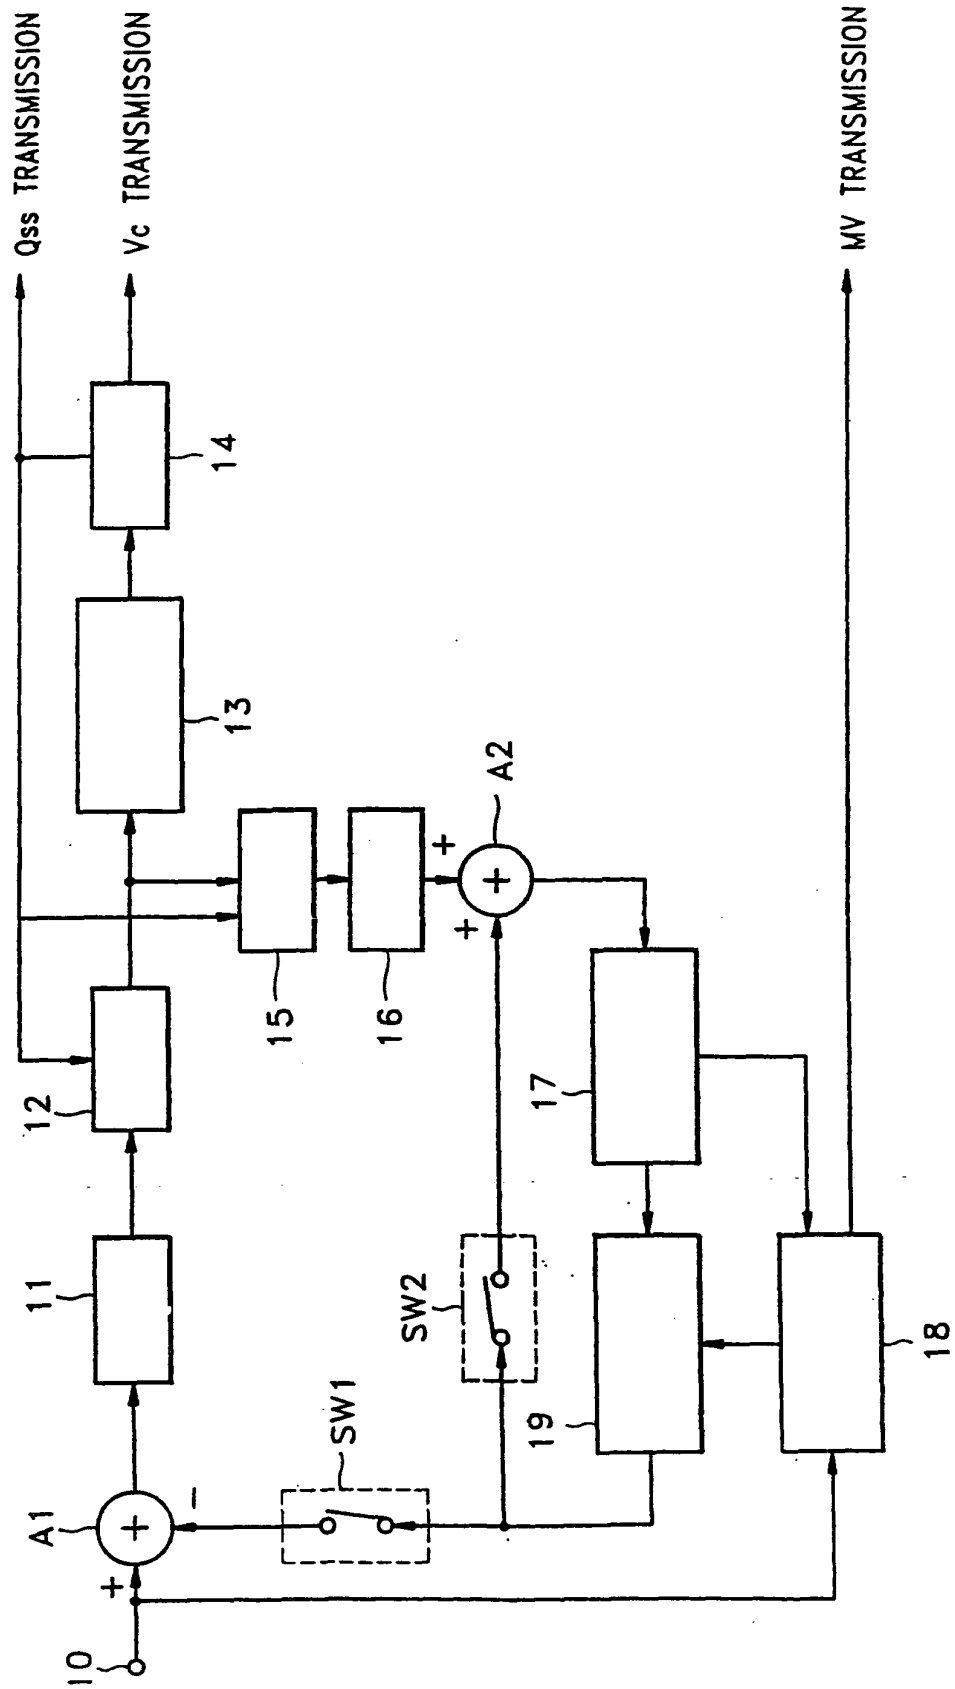 Qss TRANSMISSION
Vc TRANSMISSION
MV TRANSMISSION
10
+
A1
+
−
11
12
13
14
15
16
+
+
+
A2
SW1
SW2
17
18
19